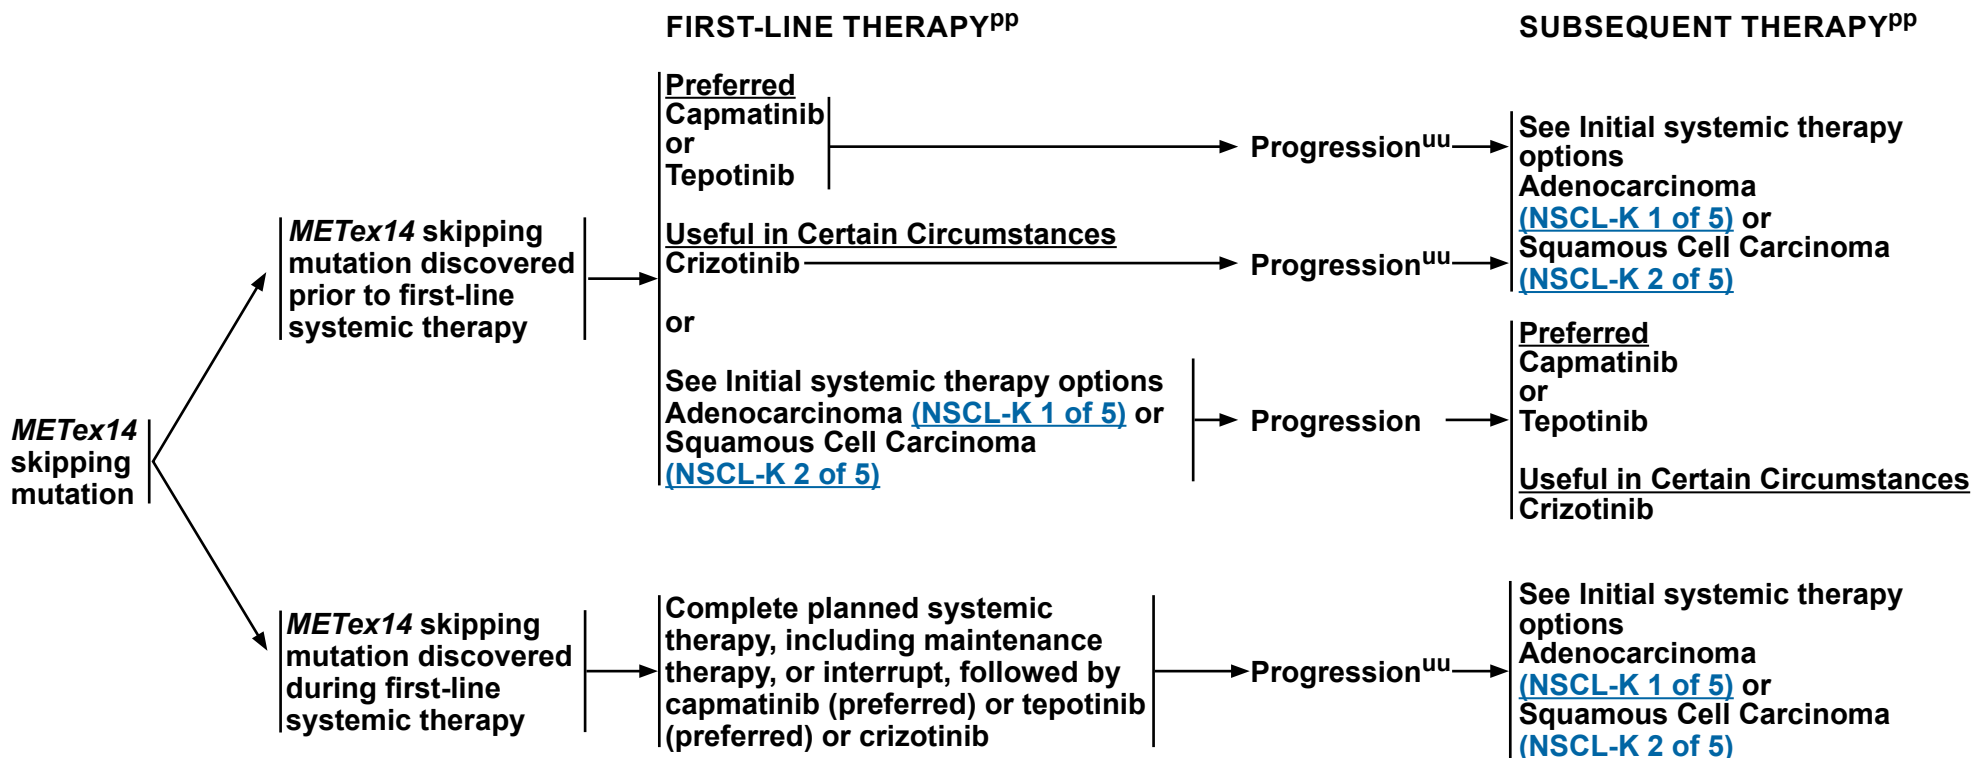 FIRST-LINE THERAPYpp
SUBSEQUENT THERAPYpp
METex14
skipping
mutation
METex14 skipping
mutation discovered
prior to first-line
systemic therapy
Preferred
Capmatinib
or
Tepotinib
Progressionuu
Useful in Certain Circumstances
Crizotinib
Progressionuu
See Initial systemic therapy
options
Adenocarcinoma
(NSCL-K 1 of 5) or
Squamous Cell Carcinoma
(NSCL-K 2 of 5)
or
See Initial systemic therapy options
Adenocarcinoma (NSCL-K 1 of 5) or
Squamous Cell Carcinoma
(NSCL-K 2 of 5)
Progression
Preferred
Capmatinib
or
Tepotinib
Useful in Certain Circumstances
Crizotinib
METex14 skipping
mutation discovered
during first-line
systemic therapy
Complete planned systemic
therapy, including maintenance
therapy, or interrupt, followed by
capmatinib (preferred) or tepotinib
(preferred) or crizotinib
Progressionuu
See Initial systemic therapy
options
Adenocarcinoma
(NSCL-K 1 of 5) or
Squamous Cell Carcinoma
(NSCL-K 2 of 5)